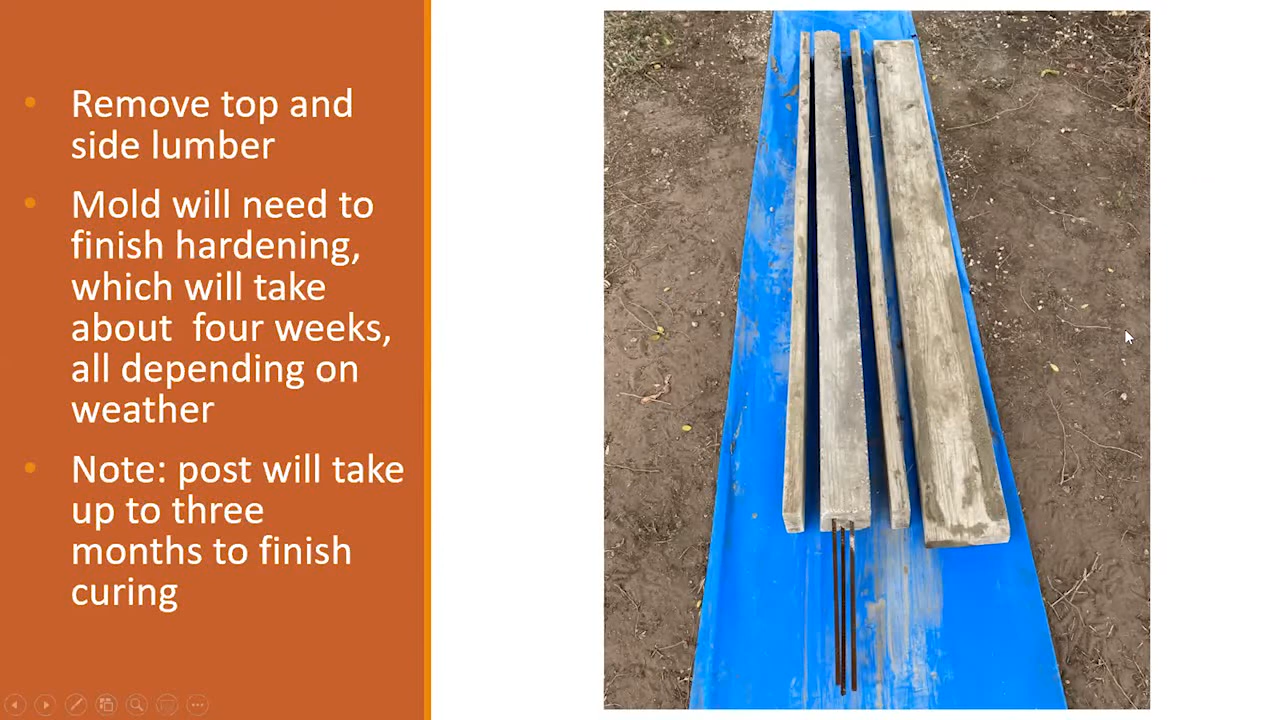 Remove top and
side lumber
Mold will need to
finish hardening,
which will take
about  four weeks,
all depending on
weather
Note: post will take
up to three
months to finish
curing